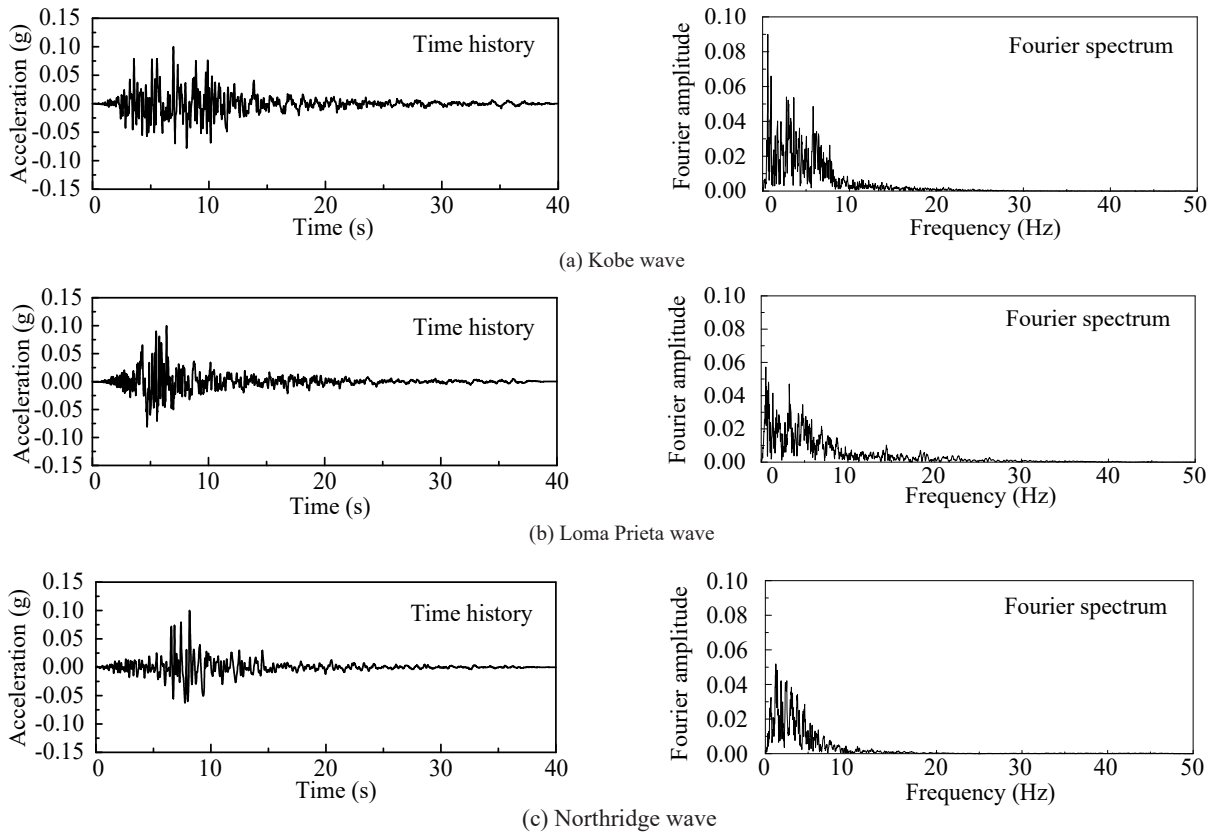 0.15
0.10
0.05
0.00
-0.05
-0.10
-0.15
Acceleration (g)
Time history
0 10 20 30 40
Time (s)
0.10
0.08
0.06
0.04
0.02
0.00
Fourier amplitude
Fourier spectrum
0 10 20 30 40 50
Frequency (Hz)
(a) Kobe wave
0.15
0.10
0.05
0.00
-0.05
-0.10
-0.15
Acceleration (g)
Time history
0 10 20 30 40
Time (s)
0.10
0.08
0.06
0.04
0.02
0.00
Fourier amplitude
Fourier spectrum
0 10 20 30 40 50
Frequency (Hz)
(b) Loma Prieta wave
0.15
0.10
0.05
0.00
-0.05
-0.10
-0.15
Acceleration (g)
Time history
0 10 20 30 40
Time (s)
0.10
0.08
0.06
0.04
0.02
0.00
Fourier amplitude
Fourier spectrum
0 10 20 30 40 50
Frequency (Hz)
(c) Northridge wave